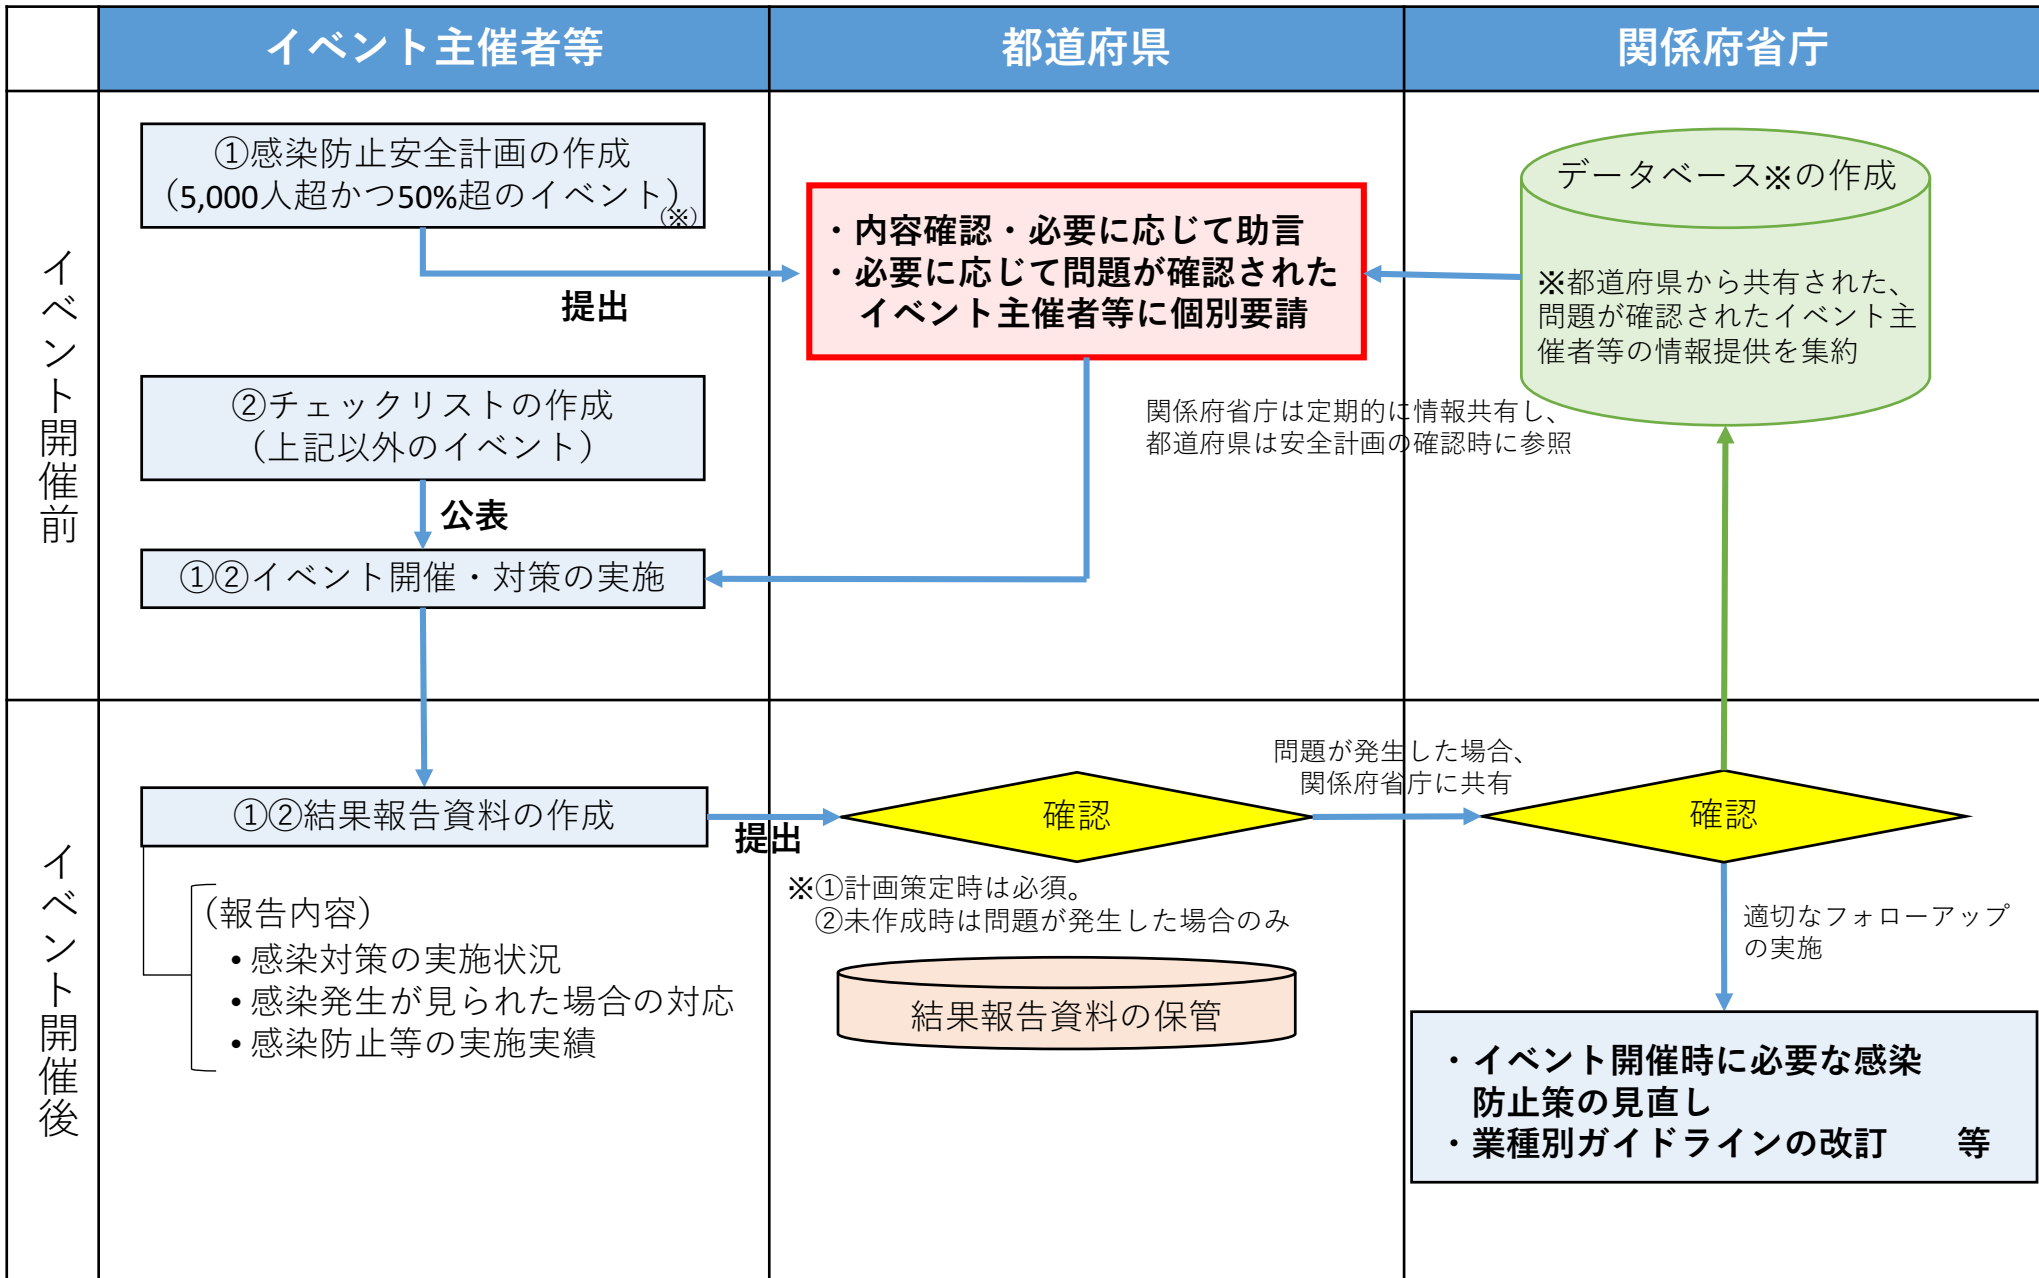 イベント主催者等
都道府県
関係府省庁
イベント開催前
①感染防止安全計画の作成
（5,000人超かつ50%超のイベント）
(※)
提出
・内容確認・必要に応じて助言
・必要に応じて問題が確認された
イベント主催者等に個別要請
データベース※の作成
※都道府県から共有された、
問題が確認されたイベント主
催者等の情報提供を集約
関係府省庁は定期的に情報共有し、
都道府県は安全計画の確認時に参照
②チェックリストの作成
（上記以外のイベント）
公表
①②イベント開催・対策の実施
イベント開催後
①②結果報告資料の作成
提出
確認
問題が発生した場合、
関係府省庁に共有
確認
（報告内容）
• 感染対策の実施状況
• 感染発生が見られた場合の対応
• 感染防止等の実施実績
※①計画策定時は必須。
②未作成時は問題が発生した場合のみ
結果報告資料の保管
適切なフォローアップ
の実施
・イベント開催時に必要な感染
防止策の見直し
・業種別ガイドラインの改訂　　等